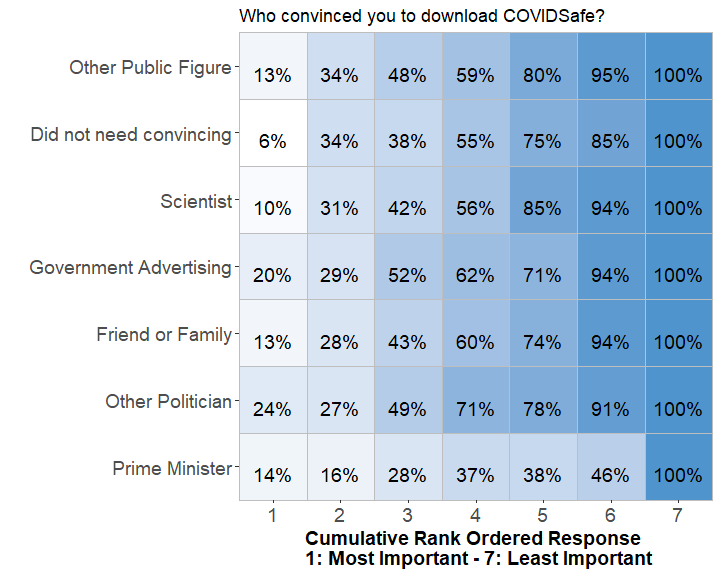 Who convinced you to download COVIDSafe?
Other Public Figure 13% 34% 48% 59% 80% 95% 100%
Did not need convincing 6% 34% 38% 55% 75% 85% 100%
Scientist 10% 31% 42% 56% 85% 94% 100%
Government Advertising 20% 29% 52% 62% 71% 94% 100%
Friend or Family 13% 28% 43% 60% 74% 94% 100%
Other Politician 24% 27% 49% 71% 78% 91% 100%
Prime Minister 14% 16% 28% 37% 38% 46% 100%
1 2 3 4 5 6 7
Cumulative Rank Ordered Response
1: Most Important - 7: Least Important